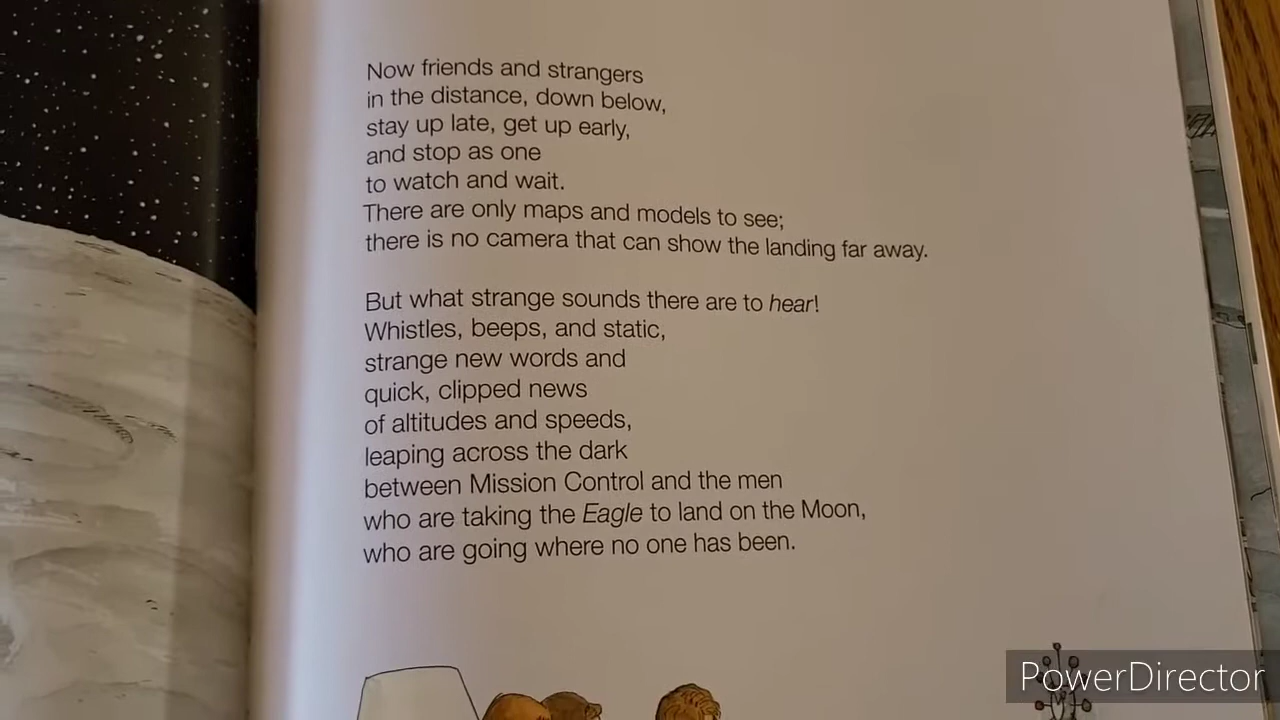 Now friends and strangers
in the distance, down below,
stay up late, get up early,
and stop as one
to watch and wait.
There are only maps and models to see;
there is no camera that can show the landing far away.
But what strange sounds there are to hear!
Whistles, beeps, and static,
strange new words and
quick, clipped news
of altitudes and speeds,
leaping across the dark
between Mission Control and the men
who are taking the Eagle to land on the Moon,
who are going where no one has been.
PowerDirector